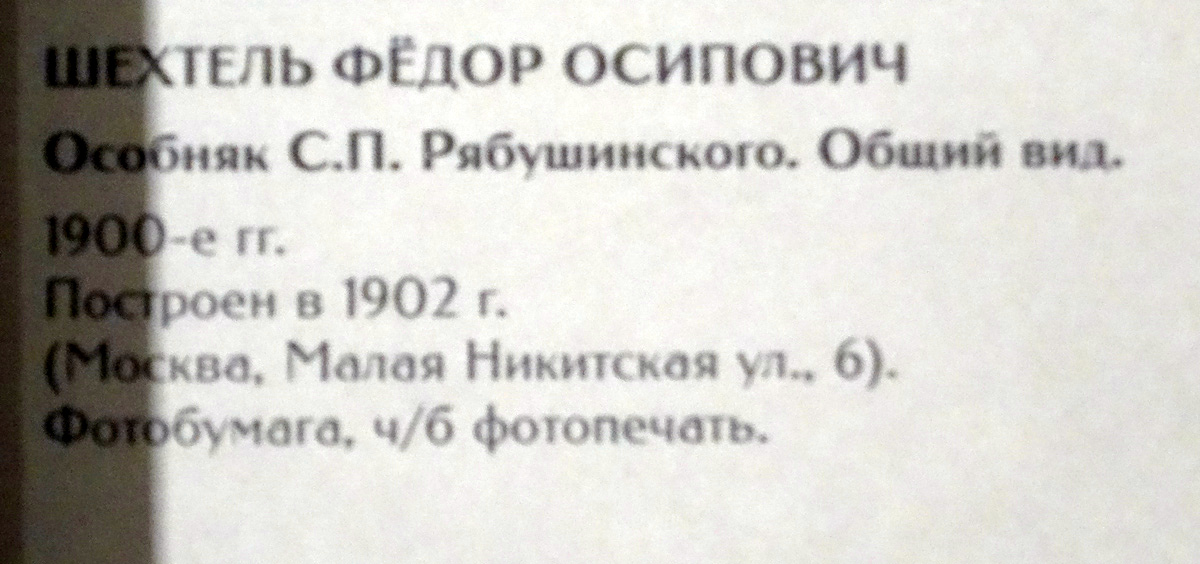 ШЕХТЕЛЬ ФЁДОР ОСИПОВИЧ
Особняк С.П. Рябушинского. Общий вид.
1900-е гг.
Построен в 1902 г.
(Москва, Малая Никитская ул., 6).
Фотобумага, ч/б фотопечать.